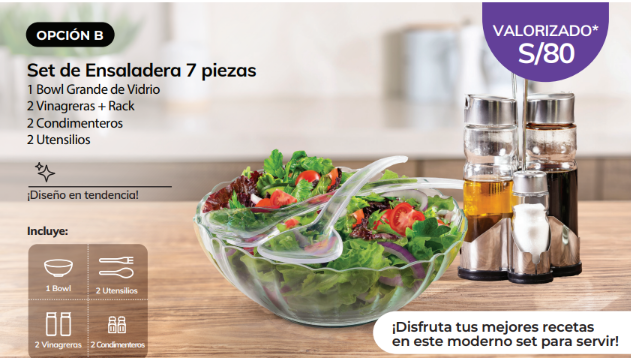 OPCIÓN B
VALORIZADO*
S/80
Set de Ensaladera 7 piezas
1 Bowl Grande de Vidrio
2 Vinagreras + Rack
2 Condimenteros
2 Utensilios
¡Diseño en tendencia!
Incluye:
1 Bowl
2 Utensilios
2 Vinagreros
2 Condimenteros
¡Disfruta tus mejores recetas
en este moderno set para servir!